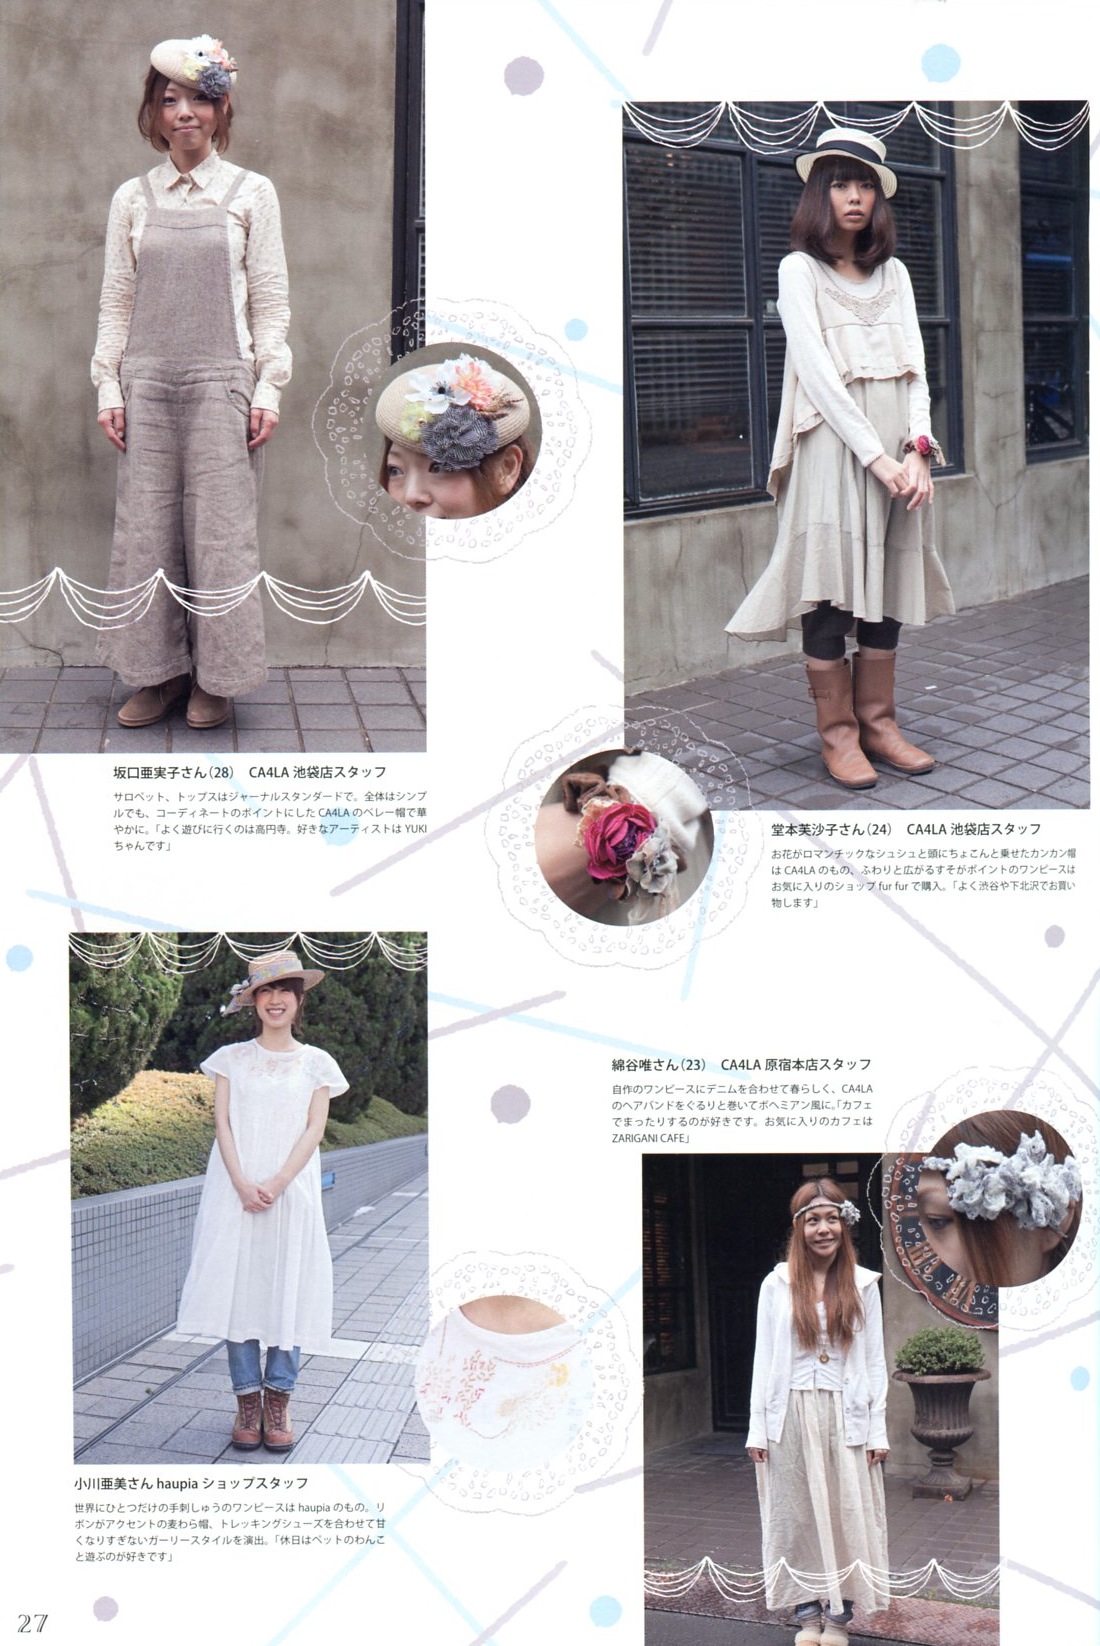 坂口亜実子さん（28）　CA4LA 池袋店スタッフ
サロペット、トップスはジャーナルスタンダードで。全体はシンプ
ルでも、コーディネートのポイントにした CA4LA のベレー帽で華
やかに。「よく遊びに行くのは高円寺。好きなアーティストは YUKI
ちゃんです」
堂本芙沙子さん（24）　CA4LA 池袋店スタッフ
お花がロマンチックなシュシュと頭にちょこんと乗せたカンカン帽
は CA4LA のもの、ふわりと広がるすそがポイントのワンピースは
お気に入りのショップ fur fur で購入。「よく渋谷や下北沢でお買い
物します」
綿谷唯さん（23）　CA4LA 原宿本店スタッフ
自作のワンピースにデニムを合わせて春らしく、CA4LA
のヘアバンドをぐるりと巻いてボヘミアン風に。「カフェ
でまったりするのが好きです。お気に入りのカフェは
ZARIGANI CAFE」
小川亜美さん haupia ショップスタッフ
世界にひとつだけの手刺しゅうのワンピースは haupia のもの。リ
ボンがアクセントの麦わら帽、トレッキングシューズを合わせて甘
くなりすぎないガーリースタイルを演出。「休日はペットのわんこ
と遊ぶのが好きです」
27